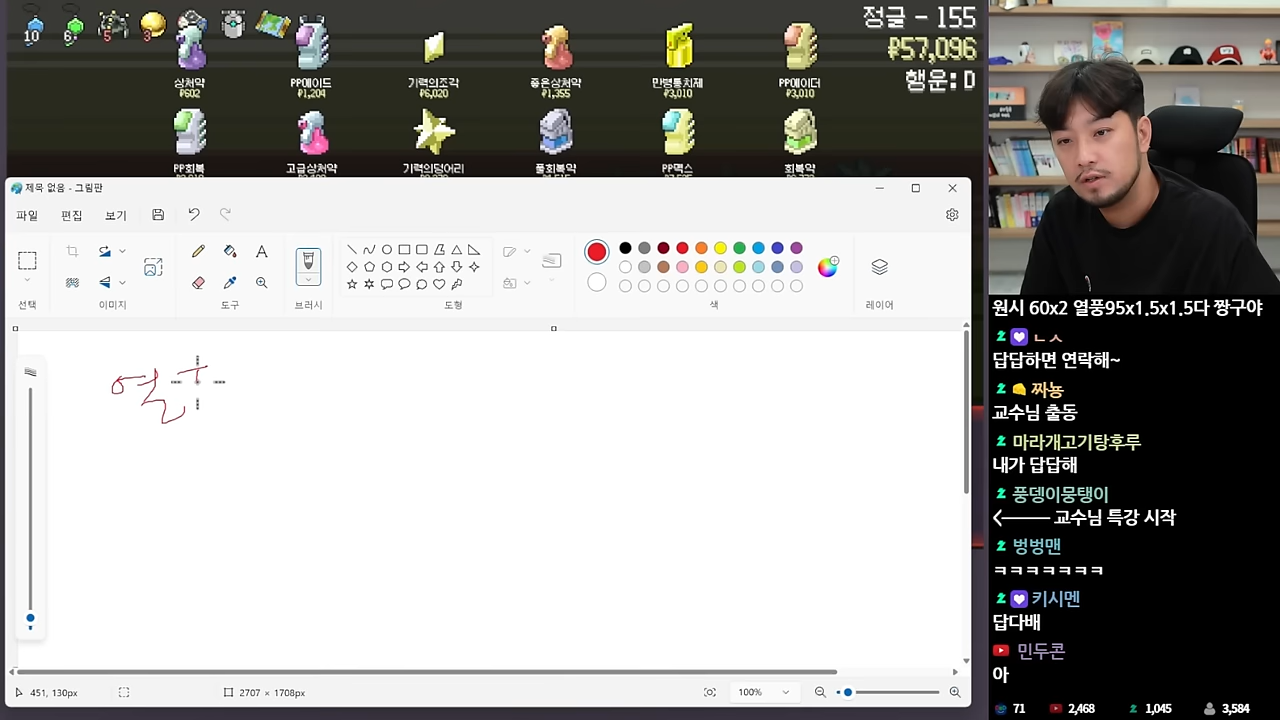 정글 - 155
₽57,096
행운: D
10
6
5
3
상처약
₽602
PP에이드
₽1,204
기력의조각
₽6,020
좋은상처약
₽1,355
만병통치제
₽3,010
PP에이더
₽3,010
PP회복
고급상처약
기력의덩어리
풀회복약
PP맥스
회복약
제목 없음 - 그림판
파일
편집
보기
선택
이미지
도구
브러시
도형
색
레이어
열
451, 130px
2707 × 1708px
100%
원시 60x2 열풍95x1.5x1.5다 짱구야
ㄴㅅ
답답하면 연락해~
짜뇽
교수님 출동
마라개고기탕후루
내가 답답해
풍뎅이뭉탱이
<──── 교수님 특강 시작
벙벙맨
ㅋㅋㅋㅋㅋㅋㅋ
키시멘
답다배
민두콘
아
71
2,468
1,045
3,584